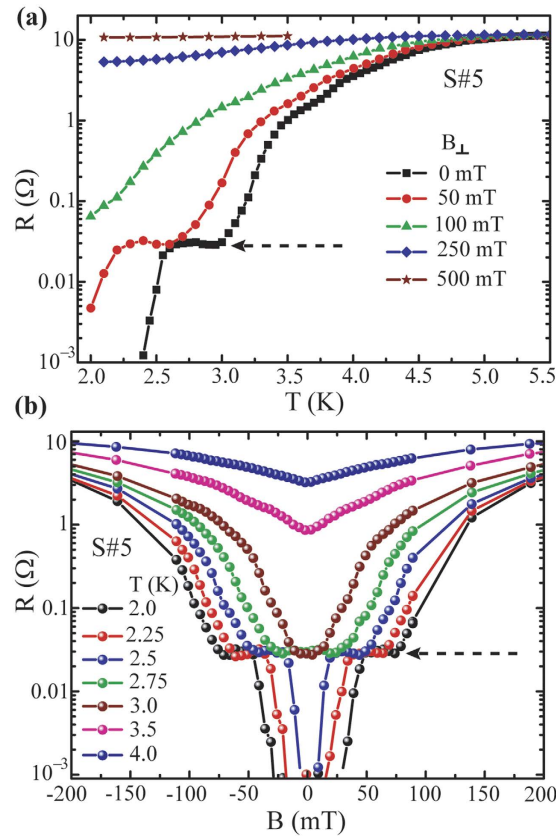 (a)
10
1
0.1
0.01
10⁻³
R (Ω)
S#5
B⊥
0 mT
50 mT
100 mT
250 mT
500 mT
2.0 2.5 3.0 3.5 4.0 4.5 5.0 5.5
T (K)
(b)
10
1
0.1
0.01
10⁻³
R (Ω)
S#5
T (K)
2.0
2.25
2.5
2.75
3.0
3.5
4.0
-200 -150 -100 -50 0 50 100 150 200
B (mT)